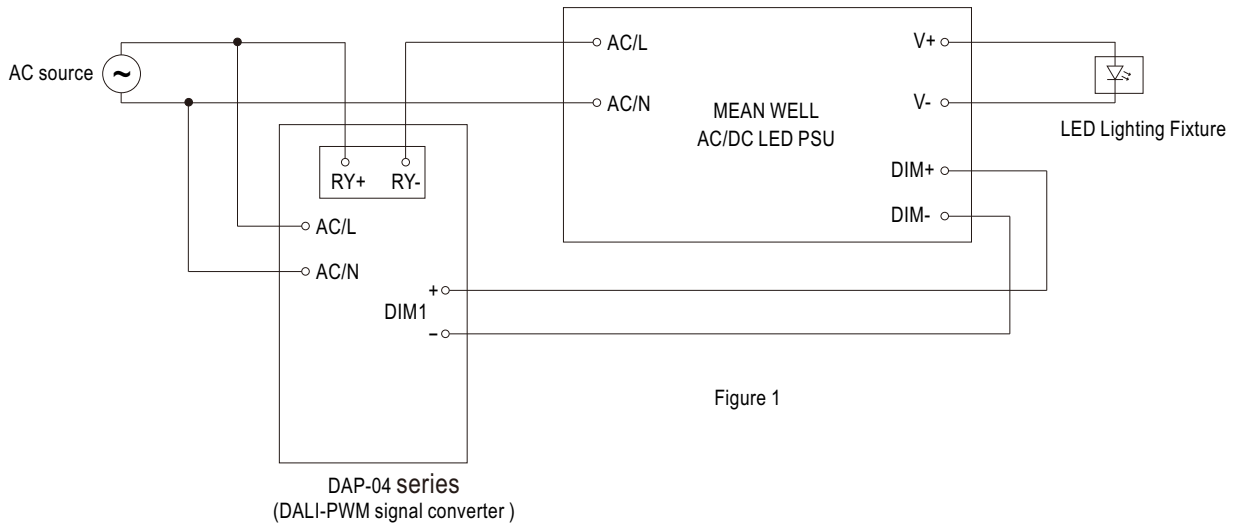 AC source
~
AC/L
V+
AC/N
V-
MEAN WELL
AC/DC LED PSU
LED Lighting Fixture
DIM+
DIM-
RY+ RY-
AC/L
AC/N
+
DIM1
−
Figure 1
DAP-04 series
(DALI-PWM signal converter )